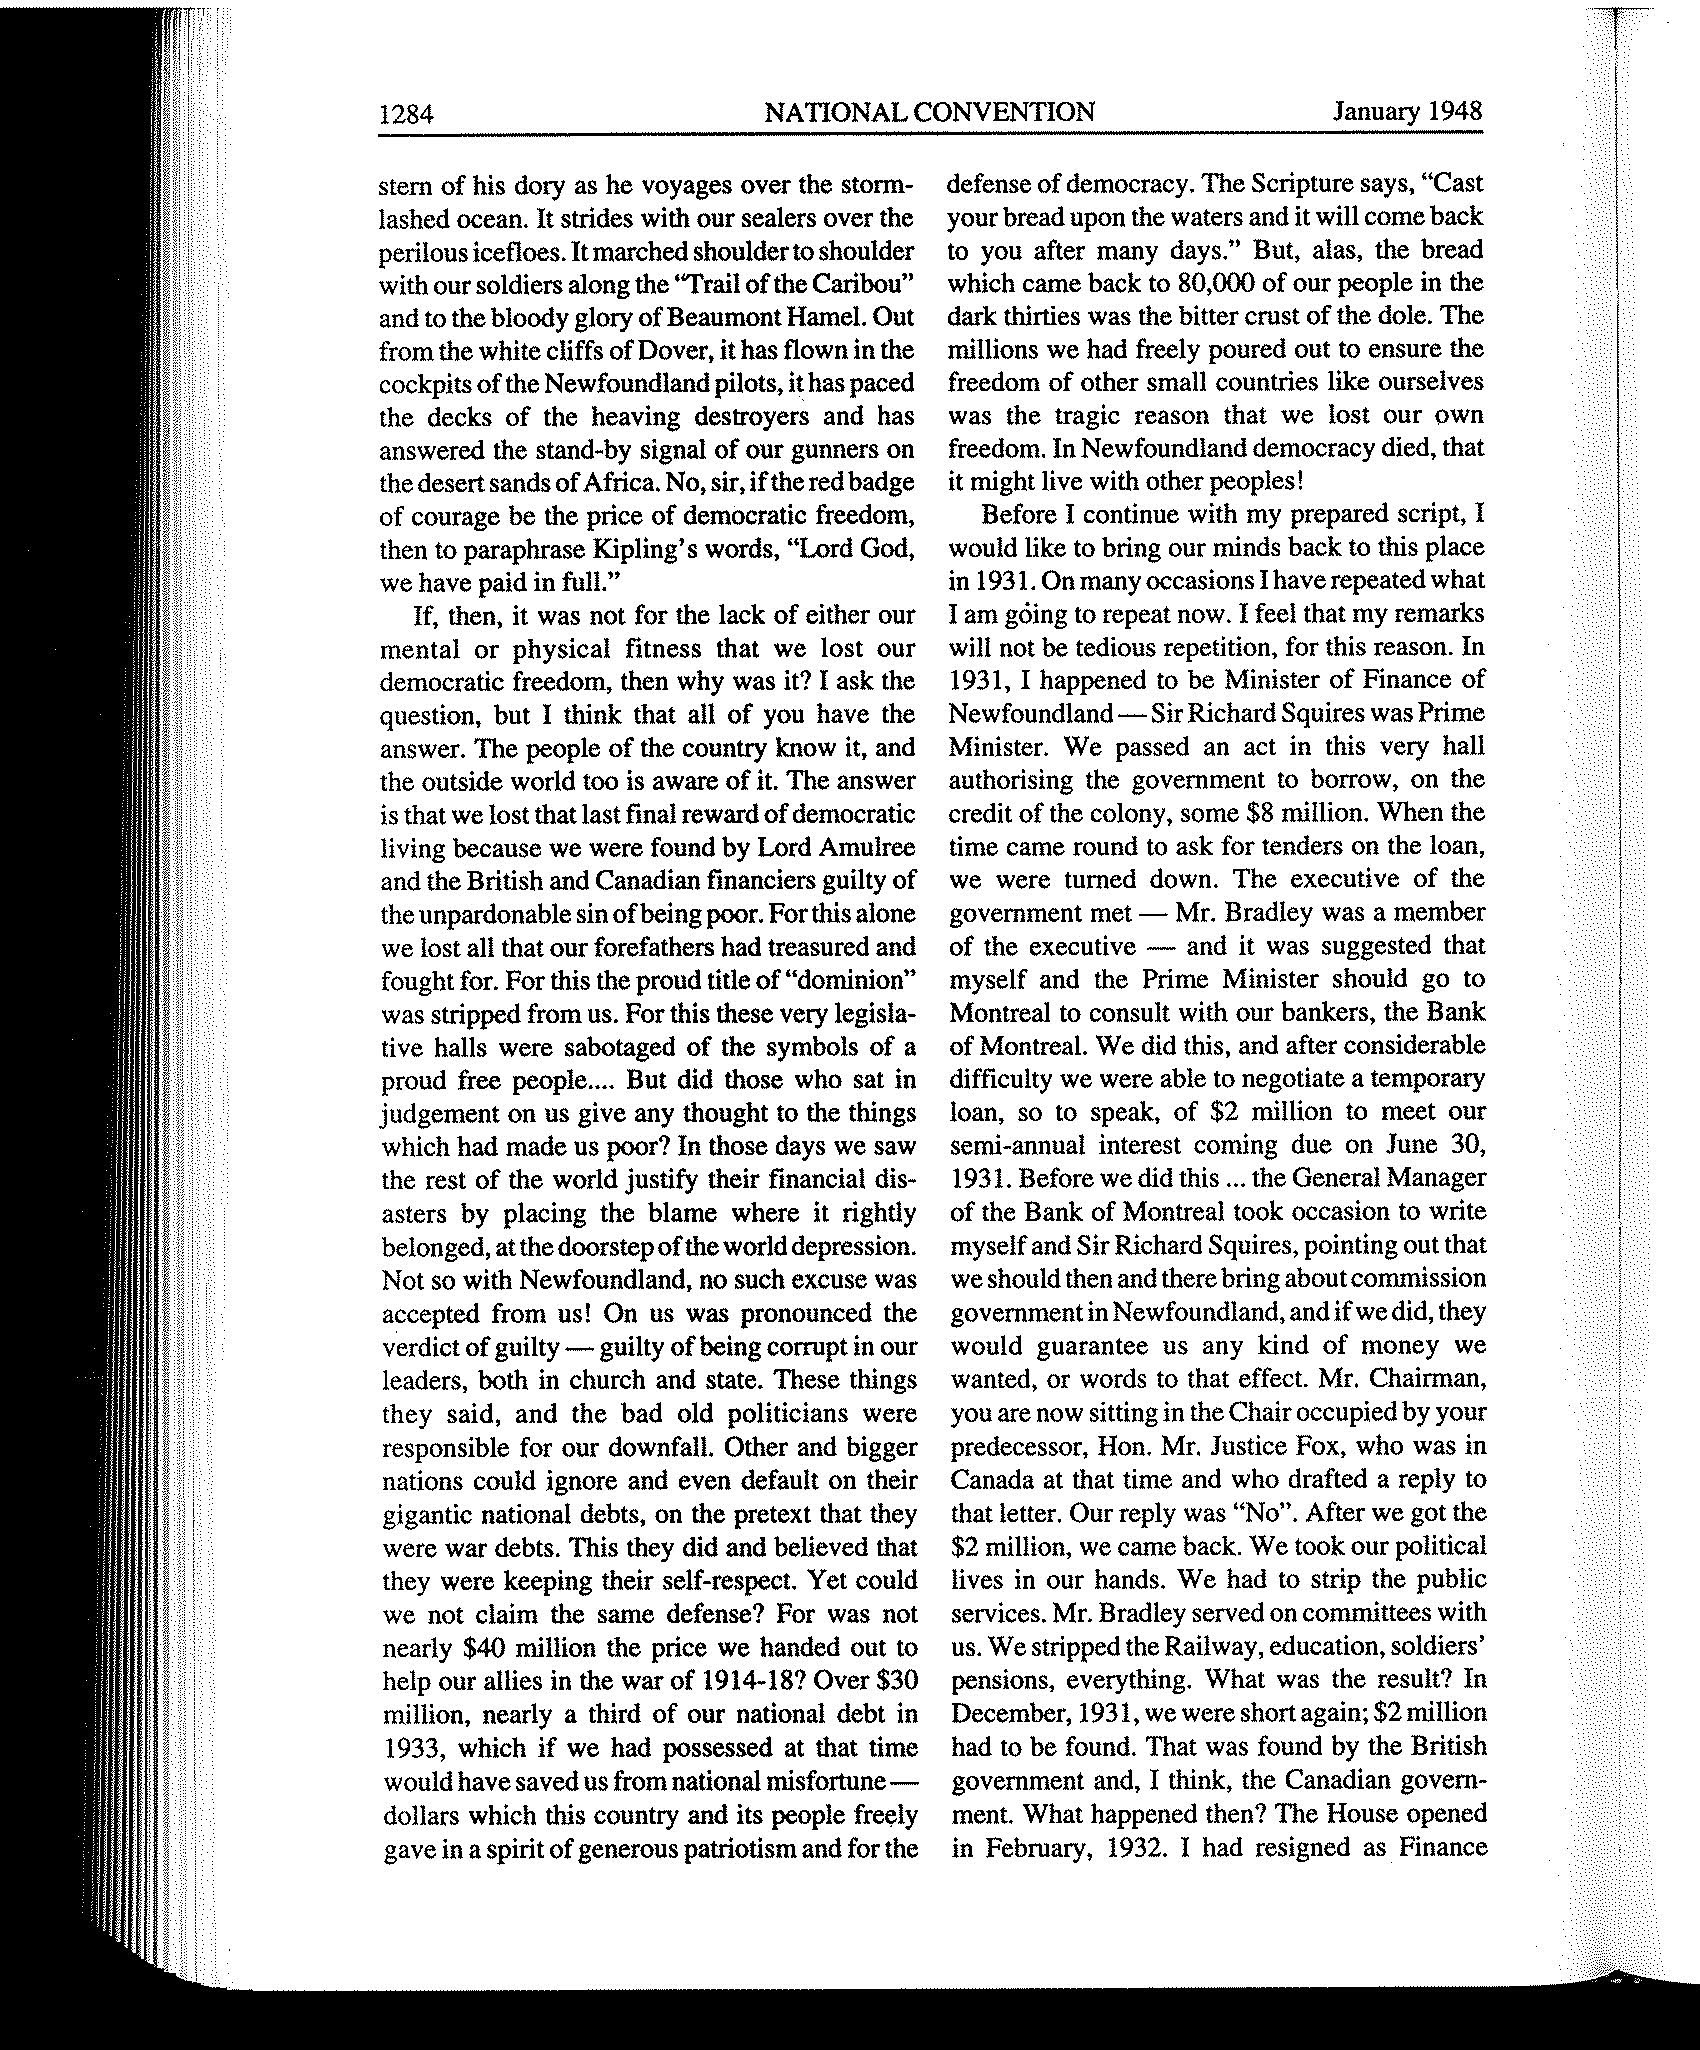 1284 NATIONAL CONVENTION January 1948
stern of his dory as he voyages over the storm-
lashed ocean. It strides with our sealers over the
perilous icefloes. It marched shoulder to shoulder
with our soldiers along the "Trail of the Caribou"
and to the bloody glory of Beaumont Hamel. Out
from the white cliffs of Dover, it has flown in the
cockpits of the Newfoundland pilots, it has paced
the decks of the heaving destroyers and has
answered the stand-by signal of our gunners on
the desert sands of Africa. No, sir, if the red badge
of courage be the price of democratic freedom,
then to paraphrase Kipling's words, "Lord God,
we have paid in full."
If, then, it was not for the lack of either our
mental or physical fitness that we lost our
democratic freedom, then why was it? I ask the
question, but I think that all of you have the
answer. The people of the country know it, and
the outside world too is aware of it. The answer
is that we lost that last final reward of democratic
living because we were found by Lord Amulree
and the British and Canadian financiers guilty of
the unpardonable sin of being poor. For this alone
we lost all that our forefathers had treasured and
fought for. For this the proud title of "dominion"
was stripped from us. For this these very legisla-
tive halls were sabotaged of the symbols of a
proud free people.... But did those who sat in
judgement on us give any thought to the things
which had made us poor? In those days we saw
the rest of the world justify their financial dis-
asters by placing the blame where it rightly
belonged, at the doorstep of the world depression.
Not so with Newfoundland, no such excuse was
accepted from us! On us was pronounced the
verdict of guilty — guilty of being corrupt in our
leaders, both in church and state. These things
they said, and the bad old politicians were
responsible for our downfall. Other and bigger
nations could ignore and even default on their
gigantic national debts, on the pretext that they
were war debts. This they did and believed that
they were keeping their self-respect. Yet could
we not claim the same defense? For was not
nearly $40 million the price we handed out to
help our allies in the war of 1914-18? Over $30
million, nearly a third of our national debt in
1933, which if we had possessed at that time
would have saved us from national misfortune —
dollars which this country and its people freely
gave in a spirit of generous patriotism and for the
defense of democracy. The Scripture says, "Cast
your bread upon the waters and it will come back
to you after many days." But, alas, the bread
which came back to 80,000 of our people in the
dark thirties was the bitter crust of the dole. The
millions we had freely poured out to ensure the
freedom of other small countries like ourselves
was the tragic reason that we lost our own
freedom. In Newfoundland democracy died, that
it might live with other peoples!
Before I continue with my prepared script, I
would like to bring our minds back to this place
in 1931. On many occasions I have repeated what
I am going to repeat now. I feel that my remarks
will not be tedious repetition, for this reason. In
1931, I happened to be Minister of Finance of
Newfoundland — Sir Richard Squires was Prime
Minister. We passed an act in this very hall
authorising the government to borrow, on the
credit of the colony, some $8 million. When the
time came round to ask for tenders on the loan,
we were turned down. The executive of the
government met — Mr. Bradley was a member
of the executive — and it was suggested that
myself and the Prime Minister should go to
Montreal to consult with our bankers, the Bank
of Montreal. We did this, and after considerable
difficulty we were able to negotiate a temporary
loan, so to speak, of $2 million to meet our
semi-annual interest coming due on June 30,
1931. Before we did this ... the General Manager
of the Bank of Montreal took occasion to write
myself and Sir Richard Squires, pointing out that
we should then and there bring about commission
government in Newfoundland, and if we did, they
would guarantee us any kind of money we
wanted, or words to that effect. Mr. Chairman,
you are now sitting in the Chair occupied by your
predecessor, Hon. Mr. Justice Fox, who was in
Canada at that time and who drafted a reply to
that letter. Our reply was "No". After we got the
$2 million, we came back. We took our political
lives in our hands. We had to strip the public
services. Mr. Bradley served on committees with
us. We stripped the Railway, education, soldiers'
pensions, everything. What was the result? In
December, 1931, we were short again; $2 million
had to be found. That was found by the British
government and, I think, the Canadian govern-
ment. What happened then? The House opened
in February, 1932. I had resigned as Finance